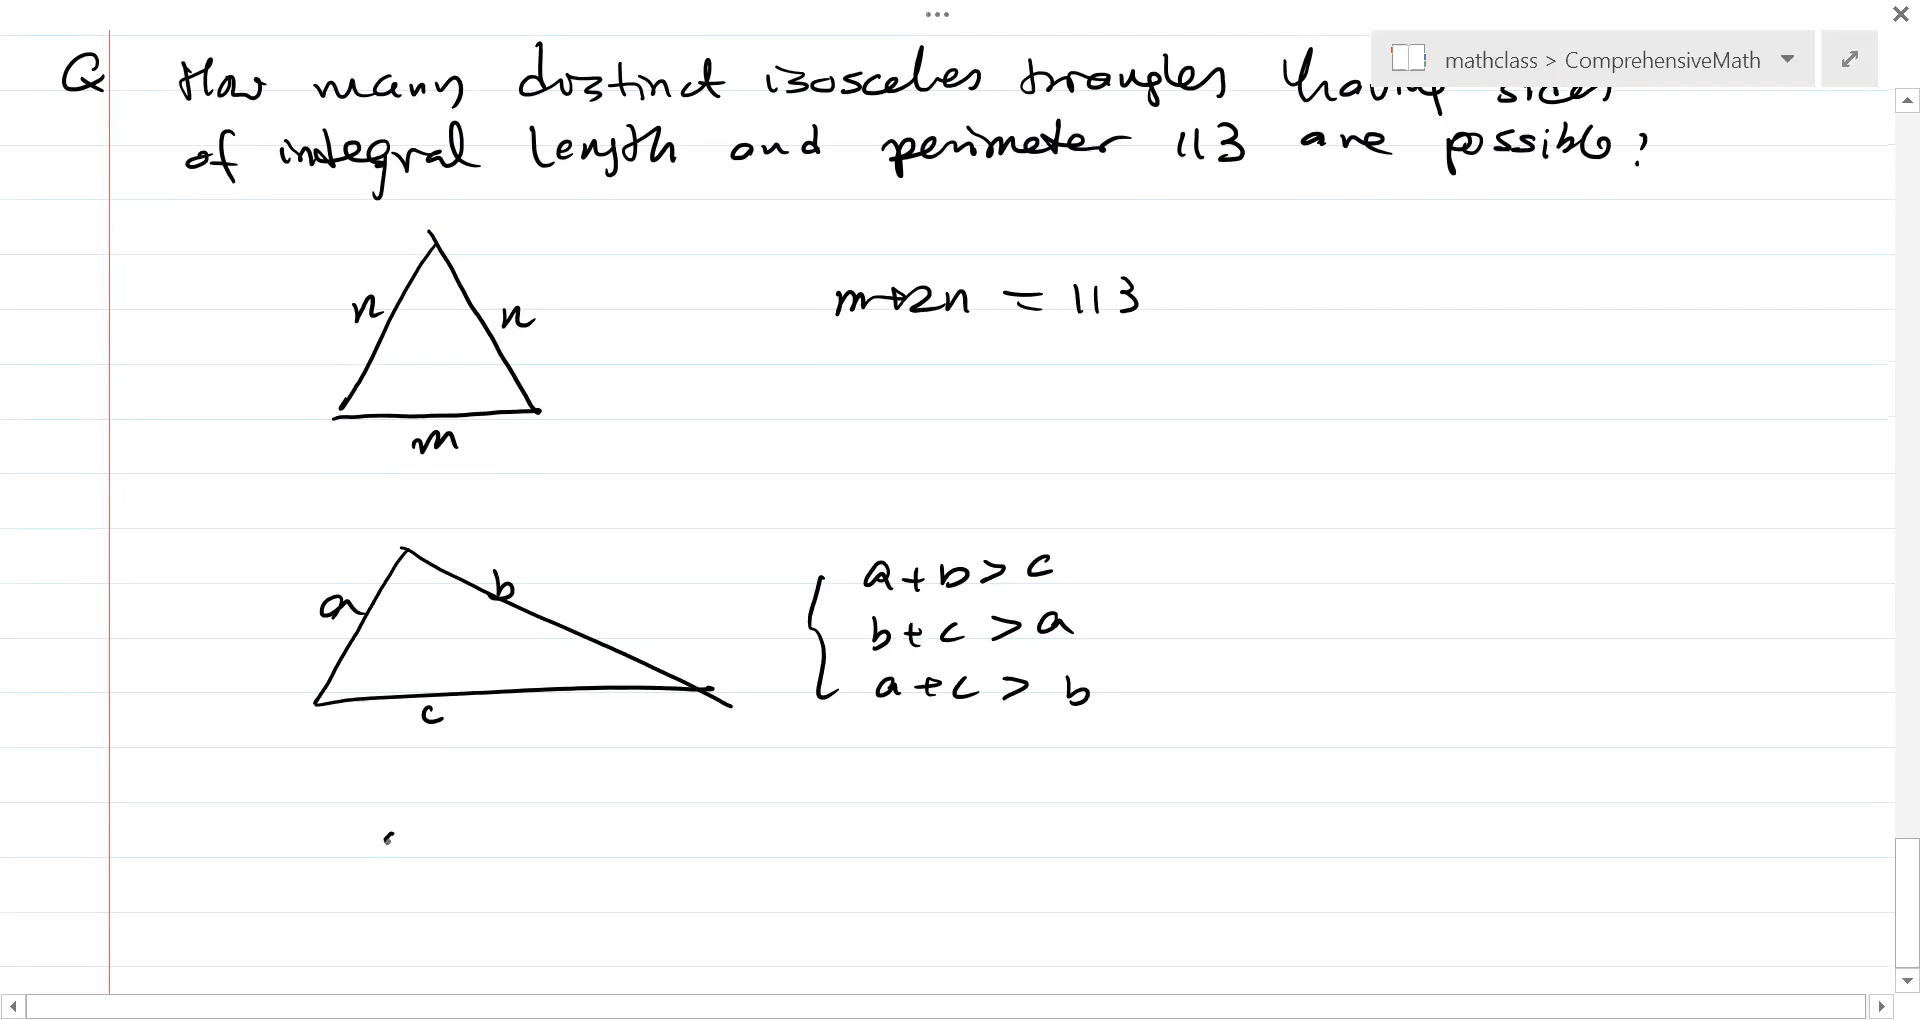 mathclass > ComprehensiveMath
Q How many distinct isosceles triangles having sides
of integral length and perimeter 113 are possible?
n n
m+2n = 113
m
a b
c
a+b > c
b+c > a
a+c > b